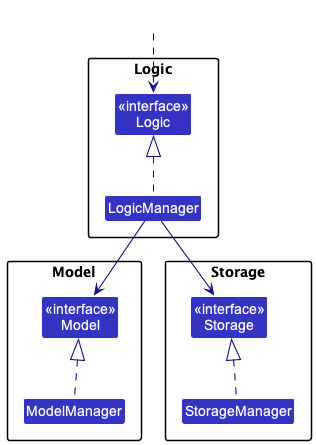 Logic
«interface»
Logic
LogicManager
Model
Storage
«interface»
Model
«interface»
Storage
ModelManager
StorageManager